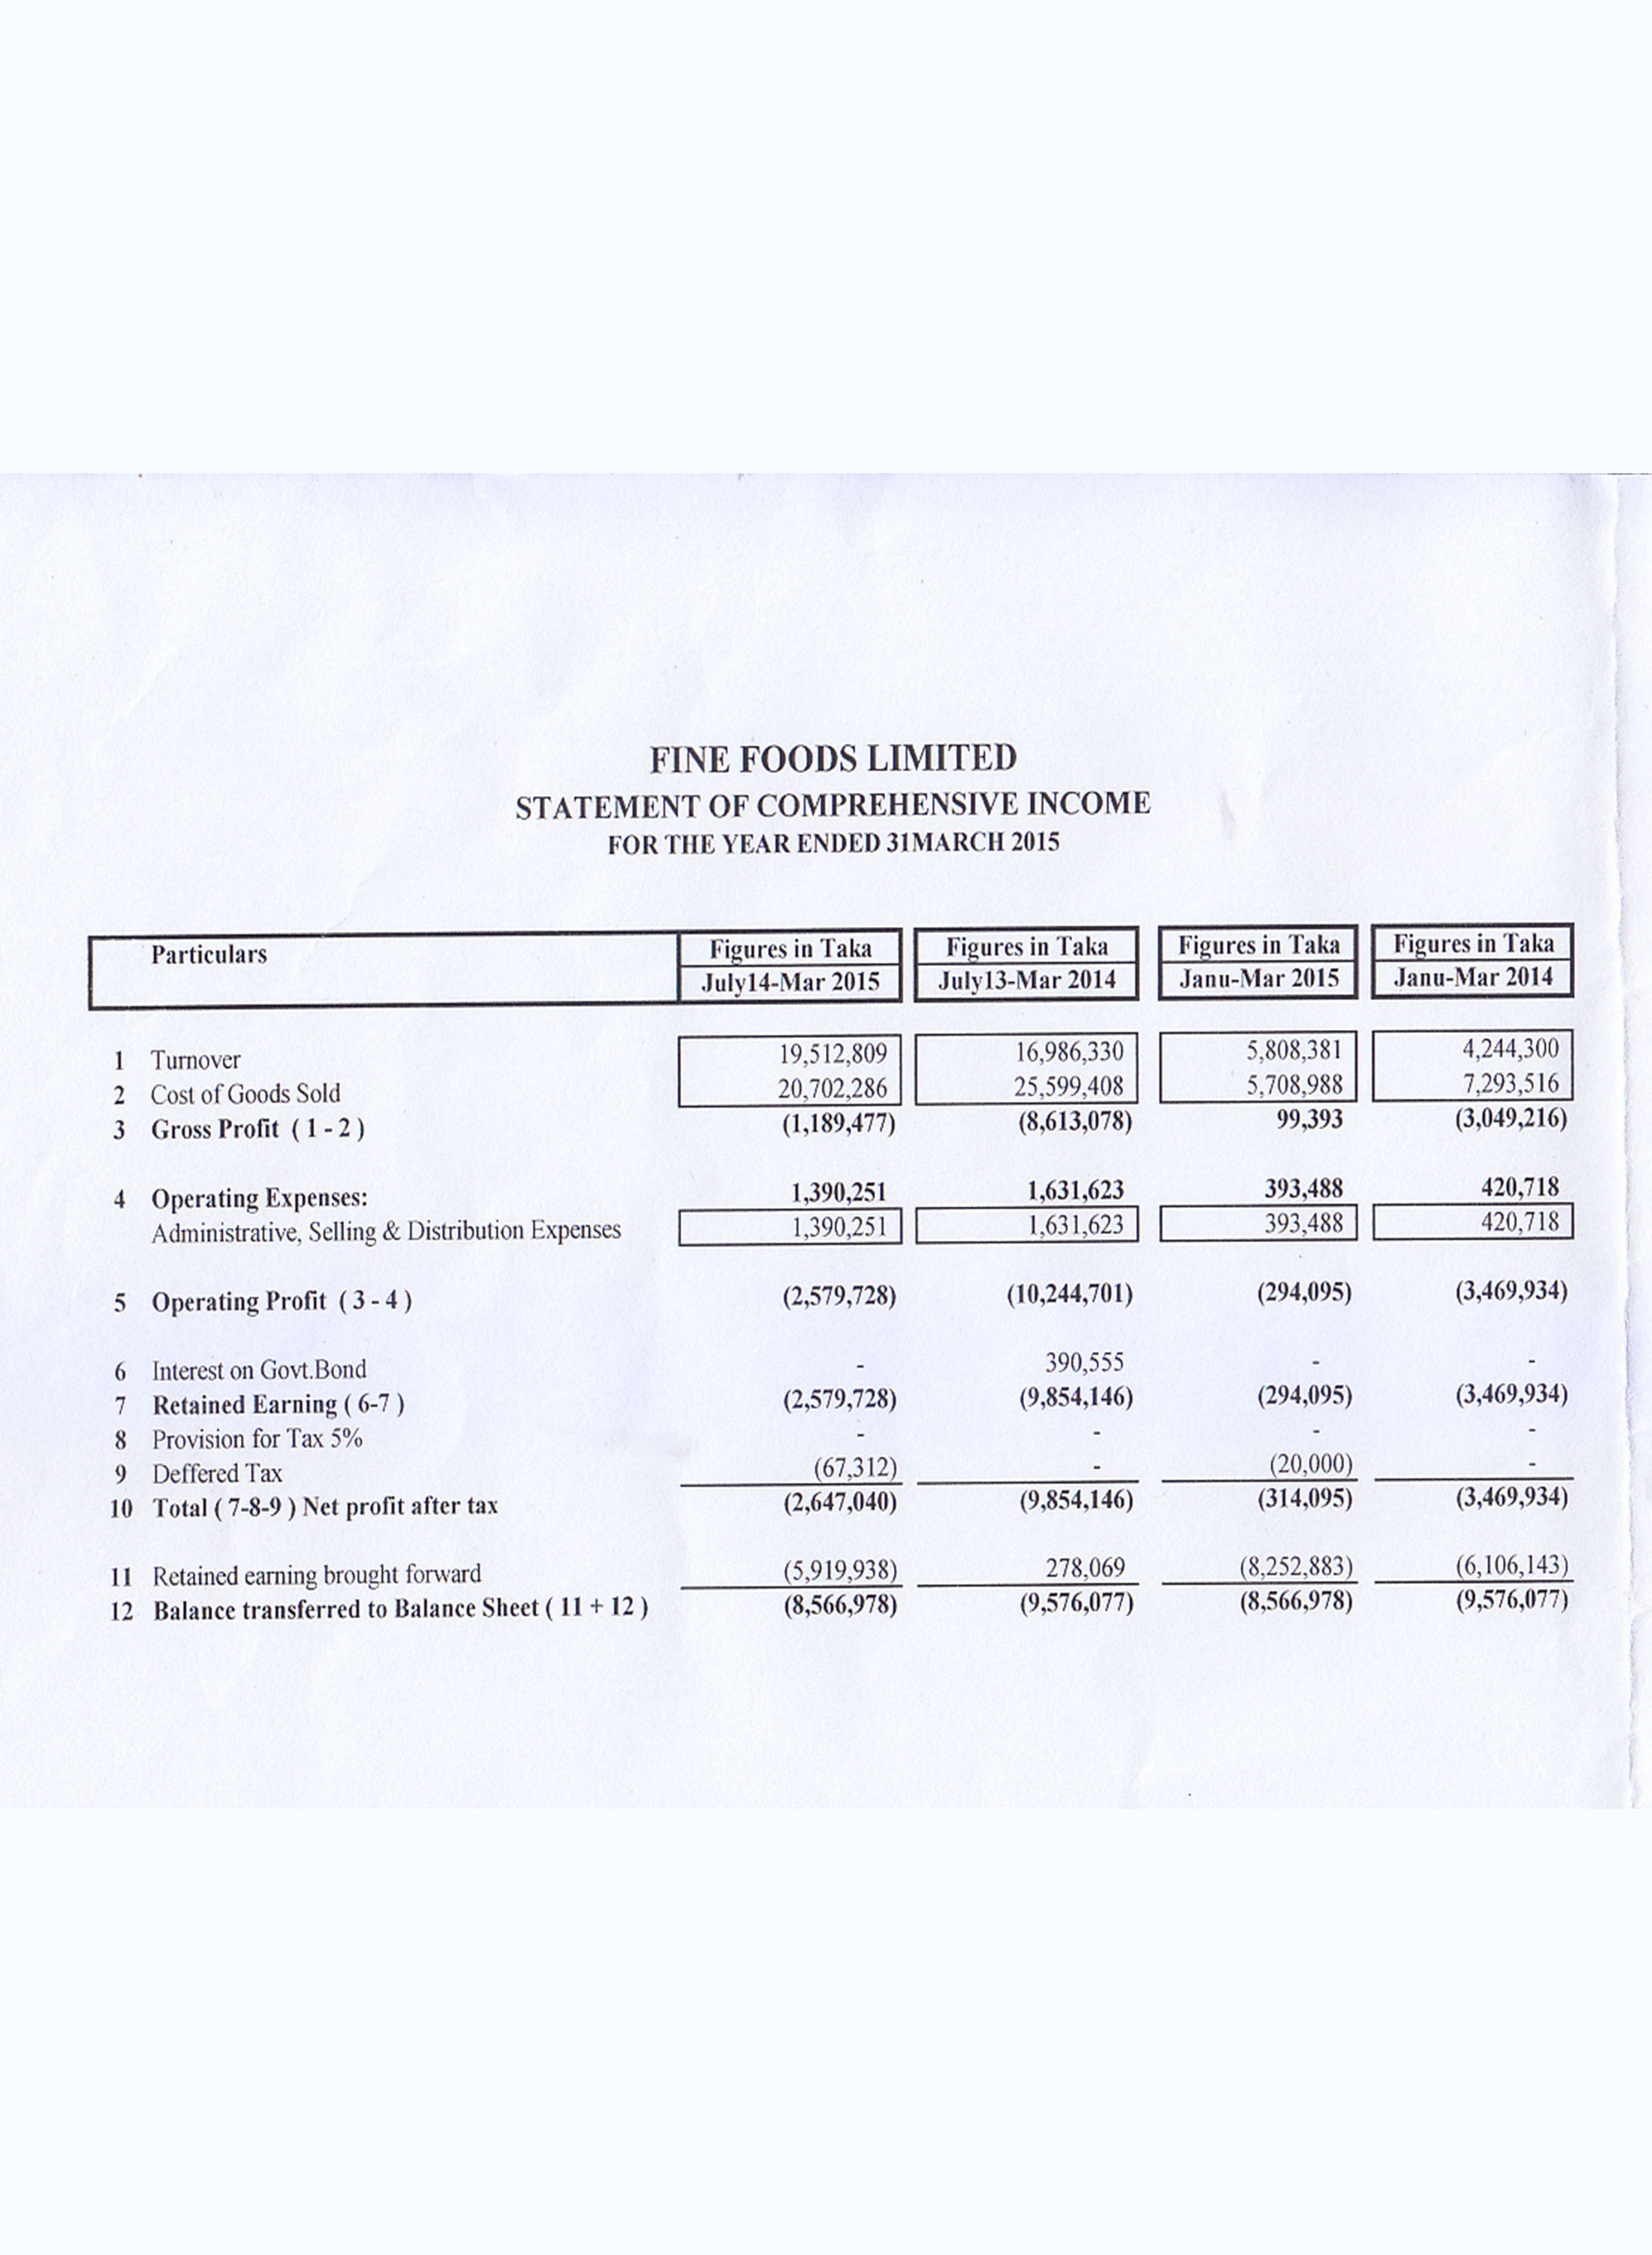 FINE FOODS LIMITED
STATEMENT OF COMPREHENSIVE INCOME
FOR THE YEAR ENDED 31MARCH 2015
Particulars Figures in Taka Figures in Taka Figures in Taka Figures in Taka
July14-Mar 2015 July13-Mar 2014 Janu-Mar 2015 Janu-Mar 2014
1 Turnover 19,512,809 16,986,330 5,808,381 4,244,300
2 Cost of Goods Sold 20,702,286 25,599,408 5,708,988 7,293,516
3 Gross Profit ( 1 - 2 ) (1,189,477) (8,613,078) 99,393 (3,049,216)
4 Operating Expenses: 1,390,251 1,631,623 393,488 420,718
Administrative, Selling & Distribution Expenses 1,390,251 1,631,623 393,488 420,718
5 Operating Profit ( 3 - 4 ) (2,579,728) (10,244,701) (294,095) (3,469,934)
6 Interest on Govt.Bond - 390,555 - -
7 Retained Earning ( 6-7 ) (2,579,728) (9,854,146) (294,095) (3,469,934)
8 Provision for Tax 5% - - - -
9 Deffered Tax (67,312) - (20,000) -
10 Total ( 7-8-9 ) Net profit after tax (2,647,040) (9,854,146) (314,095) (3,469,934)
11 Retained earning brought forward (5,919,938) 278,069 (8,252,883) (6,106,143)
12 Balance transferred to Balance Sheet ( 11 + 12 ) (8,566,978) (9,576,077) (8,566,978) (9,576,077)